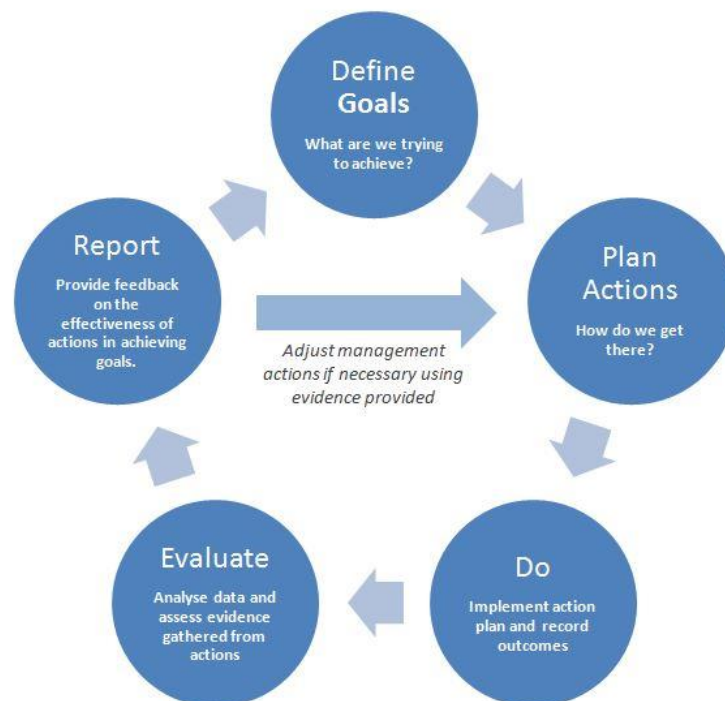 Define
Goals
What are we trying
to achieve?
Plan
Actions
How do we get
there?
Do
Implement action
plan and record
outcomes
Evaluate
Analyse data and
assess evidence
gathered from
actions
Report
Provide feedback
on the
effectiveness of
actions in achieving
goals.
Adjust management
actions if necessary using
evidence provided